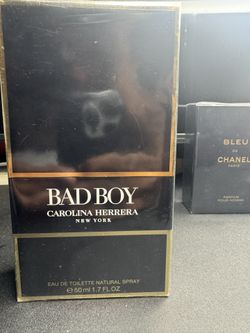 BAD BOY
CAROLINA HERRERA
NEW YORK
EAU DE TOILETTE NATURAL SPRAY
℮ 50 ml 1.7 FL.OZ
BLEU
DE
CHANEL
PARIS
PARFUM
POUR HOMME